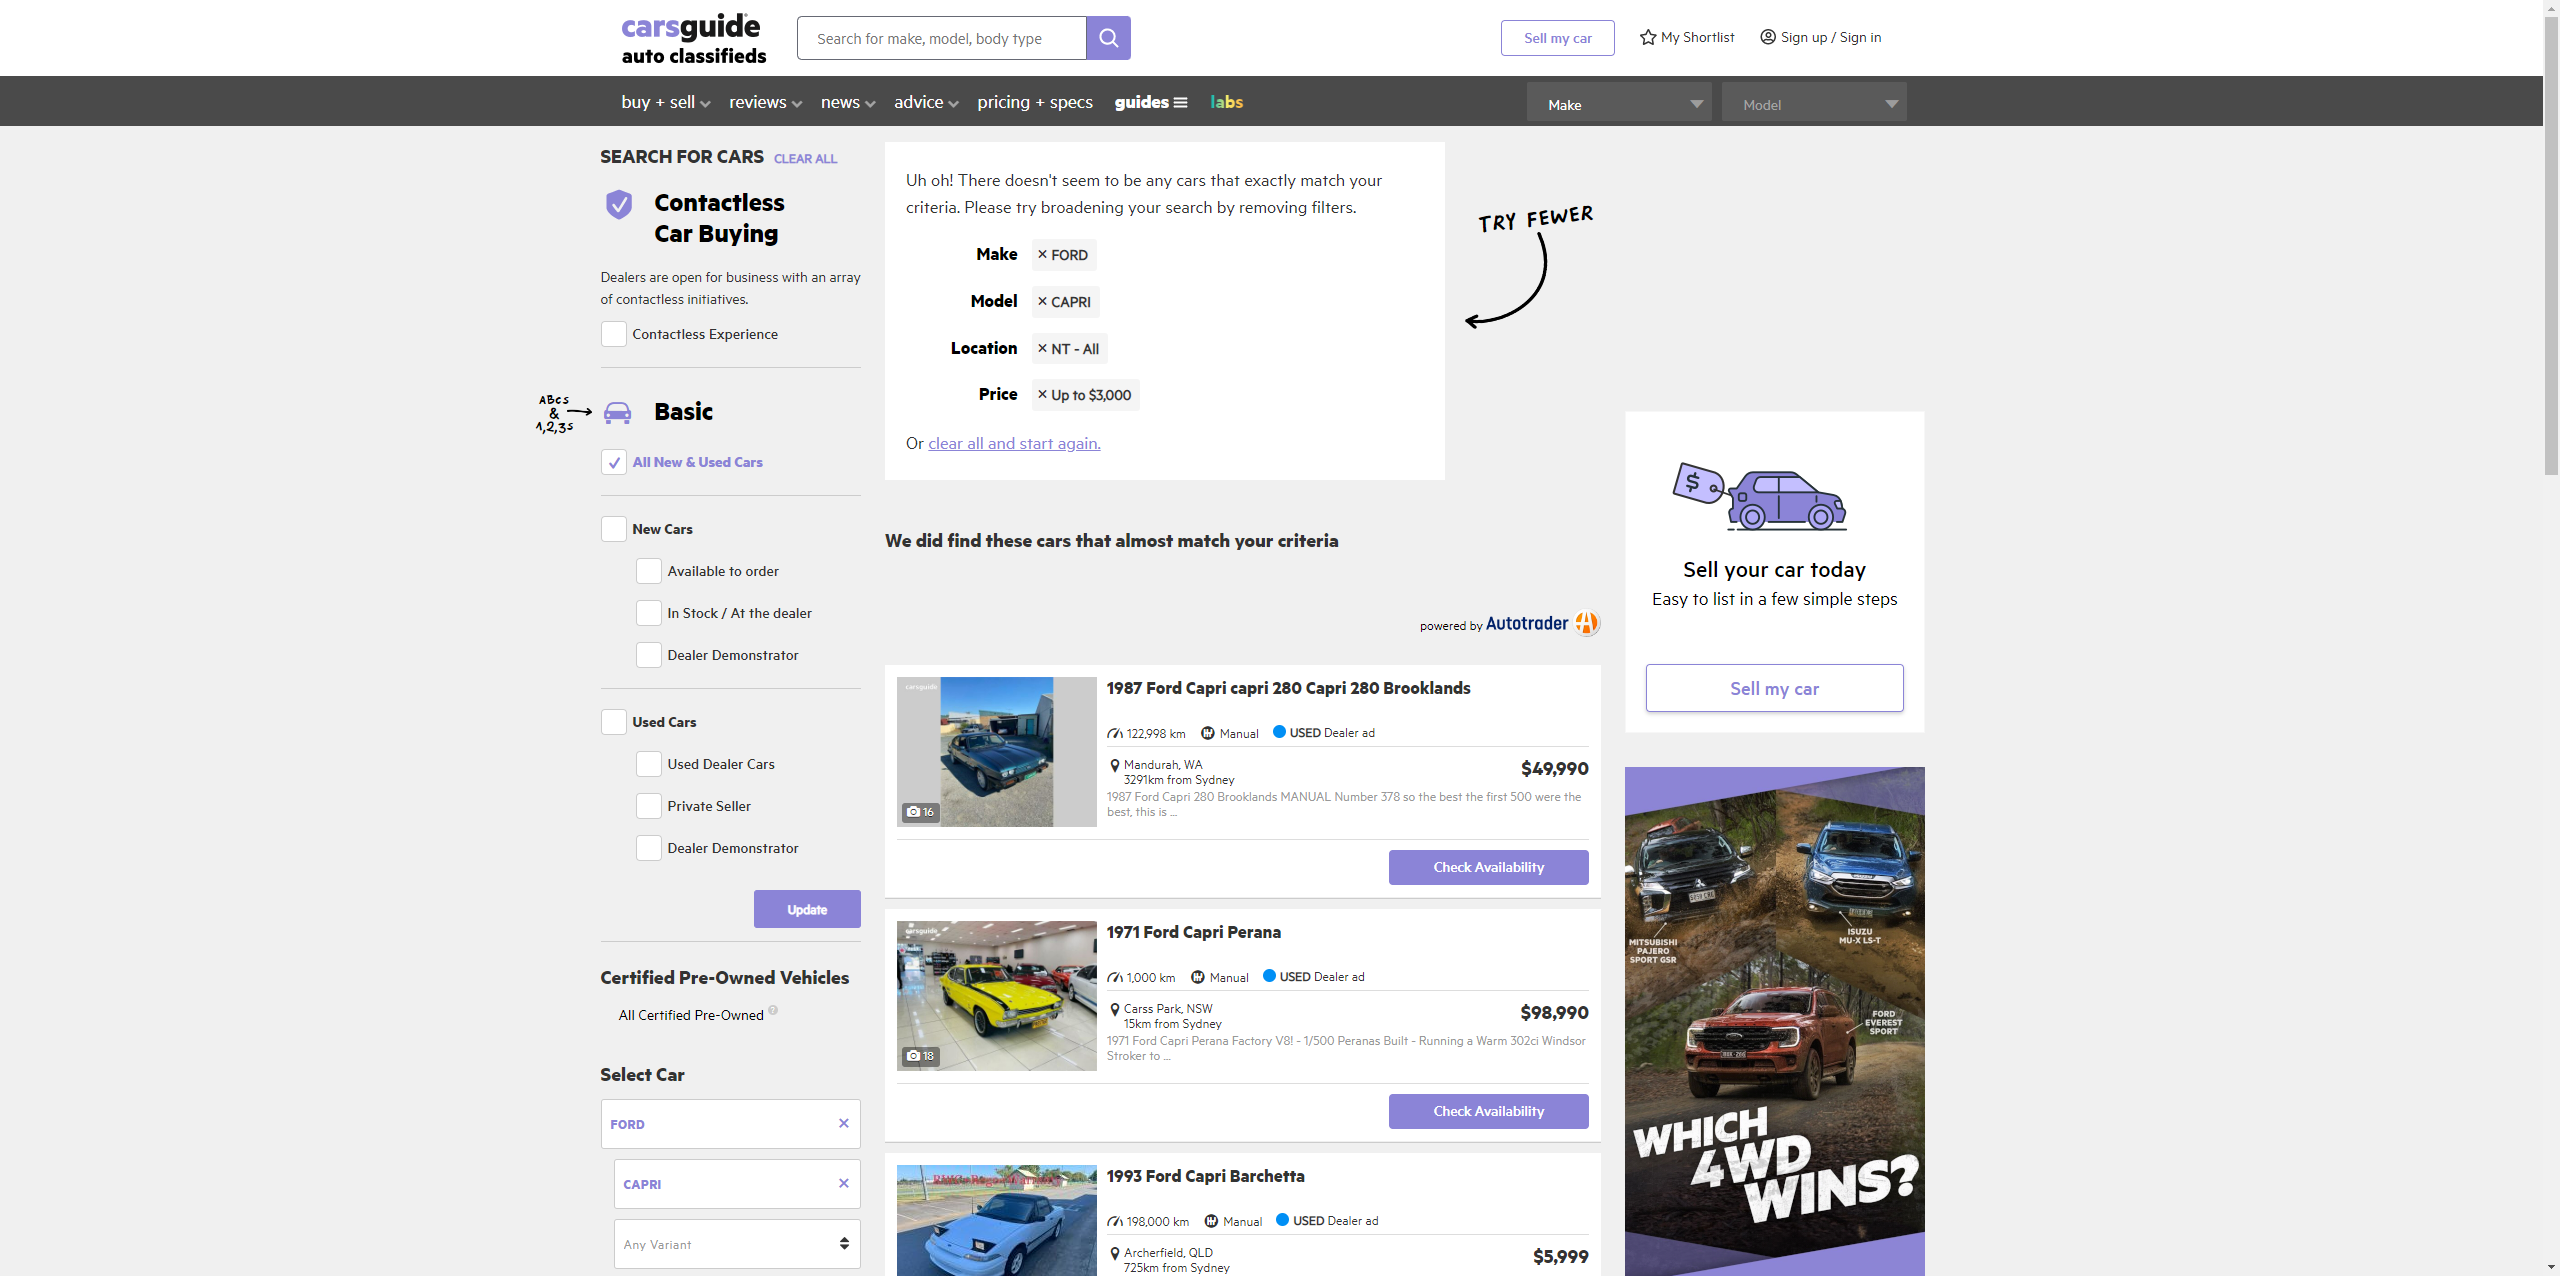 carsguide
auto classifieds
Search for make, model, body type
Sell my car
My Shortlist
Sign up / Sign in
buy + sell
reviews
news
advice
pricing + specs
guides
labs
Make
Model
SEARCH FOR CARS CLEAR ALL
Contactless
Car Buying
Dealers are open for business with an array
of contactless initiatives.
Contactless Experience
ABCs
&
1,2,3s
Basic
All New & Used Cars
New Cars
Available to order
In Stock / At the dealer
Dealer Demonstrator
Used Cars
Used Dealer Cars
Private Seller
Dealer Demonstrator
Update
Certified Pre-Owned Vehicles
All Certified Pre-Owned ?
Select Car
FORD ×
CAPRI ×
Any Variant
Uh oh! There doesn't seem to be any cars that exactly match your
criteria. Please try broadening your search by removing filters.
Make × FORD
Model × CAPRI
Location × NT - All
Price × Up to $3,000
Or clear all and start again.
TRY FEWER
We did find these cars that almost match your criteria
powered by Autotrader
carsguide
16
1987 Ford Capri capri 280 Capri 280 Brooklands
122,998 km Manual USED Dealer ad
Mandurah, WA
3291km from Sydney
$49,990
1987 Ford Capri 280 Brooklands MANUAL Number 378 so the best the first 500 were the
best, this is ...
Check Availability
carsguide
18
1971 Ford Capri Perana
1,000 km Manual USED Dealer ad
Carss Park, NSW
15km from Sydney
$98,990
1971 Ford Capri Perana Factory V8! - 1/500 Peranas Built - Running a Warm 302ci Windsor
Stroker to ...
Check Availability
1993 Ford Capri Barchetta
198,000 km Manual USED Dealer ad
Archerfield, QLD
725km from Sydney
$5,999
$
Sell your car today
Easy to list in a few simple steps
Sell my car
MITSUBISHI
PAJERO
SPORT GSR
ISUZU
MU-X LS-T
FORD
EVEREST
SPORT
WHICH
4WD
WINS?